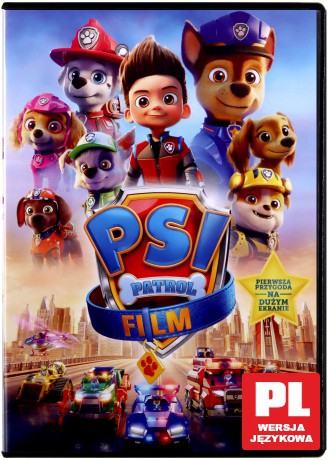 PSI
PATROL
FILM
PIERWSZA
PRZYGODA
NA
DUŻYM
EKRANIE
PL
WERSJA
JĘZYKOWA